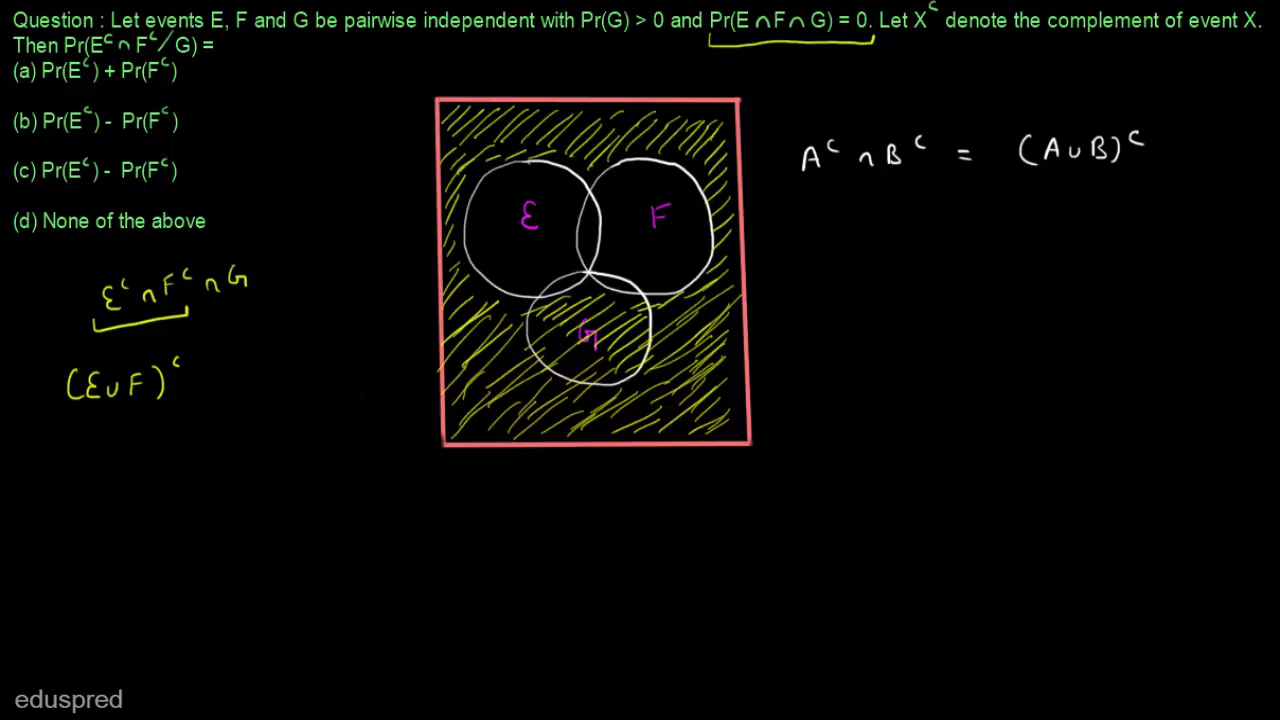 Question : Let events E, F and G be pairwise independent with Pr(G) > 0 and Pr(E ∩ F ∩ G) = 0. Let X^c denote the complement of event X.
Then Pr(E^c ∩ F^c / G) =
(a) Pr(E^c) + Pr(F^c)
(b) Pr(E^c) - Pr(F^c)
(c) Pr(E^c) - Pr(F^c)
(d) None of the above
A^c ∩ B^c = (A ∪ B)^c
E F
G
E^c ∩ F^c ∩ G
(E ∪ F)^c
eduspred